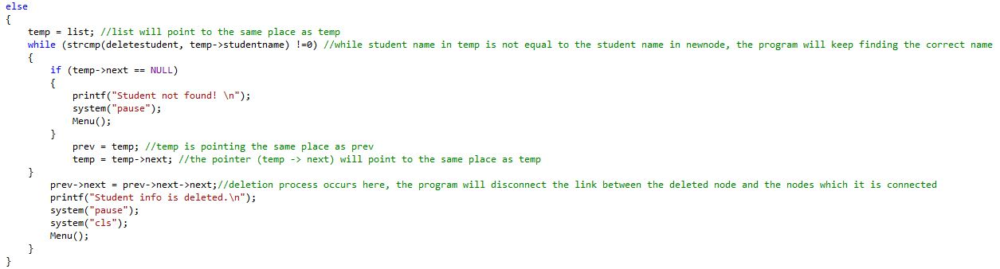 else
{
temp = list; //list will point to the same place as temp
while (strcmp(deletestudent, temp->studentname) !=0) //while student name in temp is not equal to the student name in newnode, the program will keep finding the correct name
{
if (temp->next == NULL)
{
printf("Student not found! \n");
system("pause");
Menu();
}
prev = temp; //temp is pointing the same place as prev
temp = temp->next; //the pointer (temp -> next) will point to the same place as temp
}
prev->next = prev->next->next;//deletion process occurs here, the program will disconnect the link between the deleted node and the nodes which it is connected
printf("Student info is deleted.\n");
system("pause");
system("cls");
Menu();
}
}